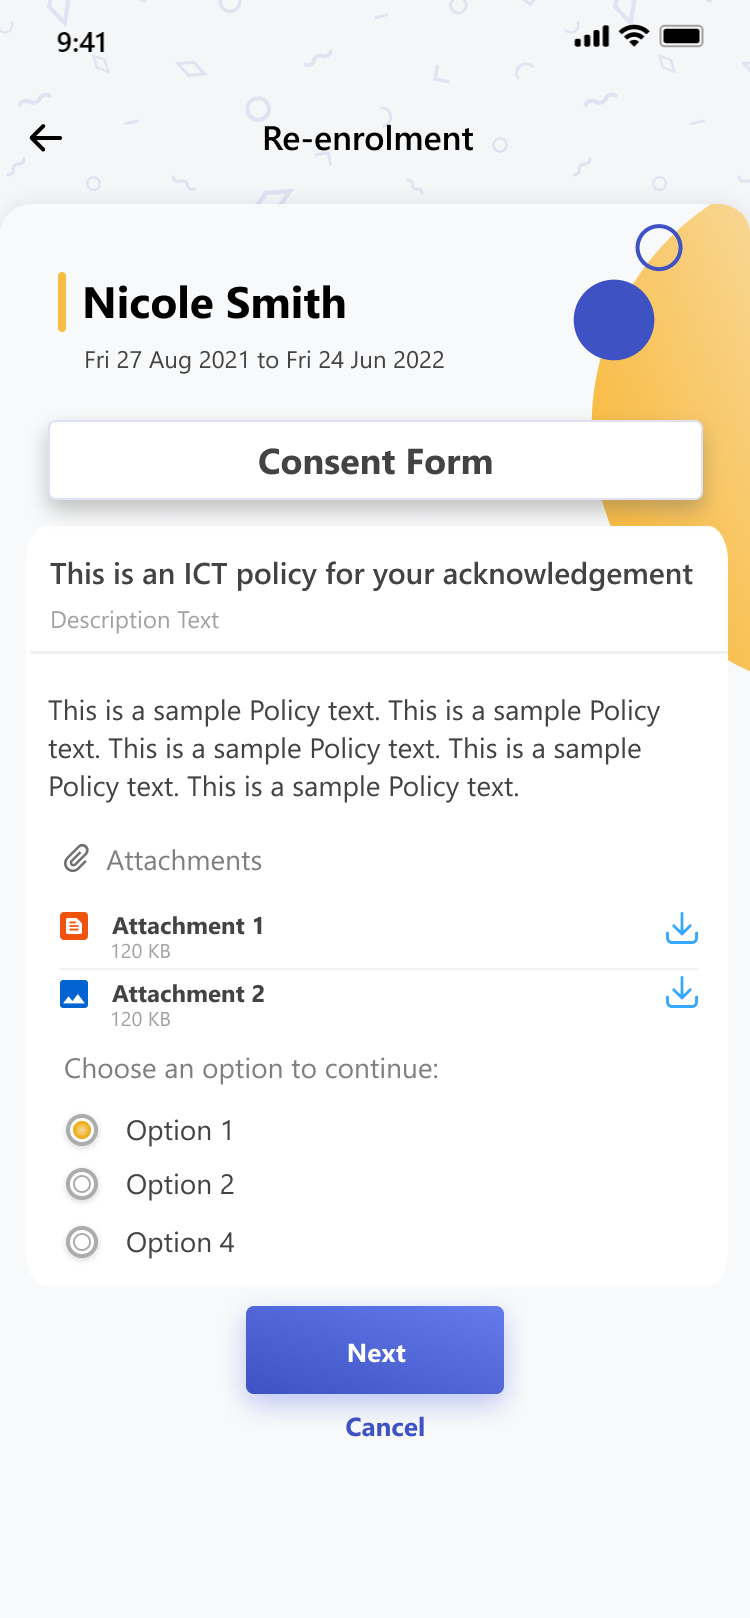 9:41
Re-enrolment
Nicole Smith
Fri 27 Aug 2021 to Fri 24 Jun 2022
Consent Form
This is an ICT policy for your acknowledgement
Description Text
This is a sample Policy text. This is a sample Policy
text. This is a sample Policy text. This is a sample
Policy text. This is a sample Policy text.
Attachments
Attachment 1
120 KB
Attachment 2
120 KB
Choose an option to continue:
Option 1
Option 2
Option 4
Next
Cancel